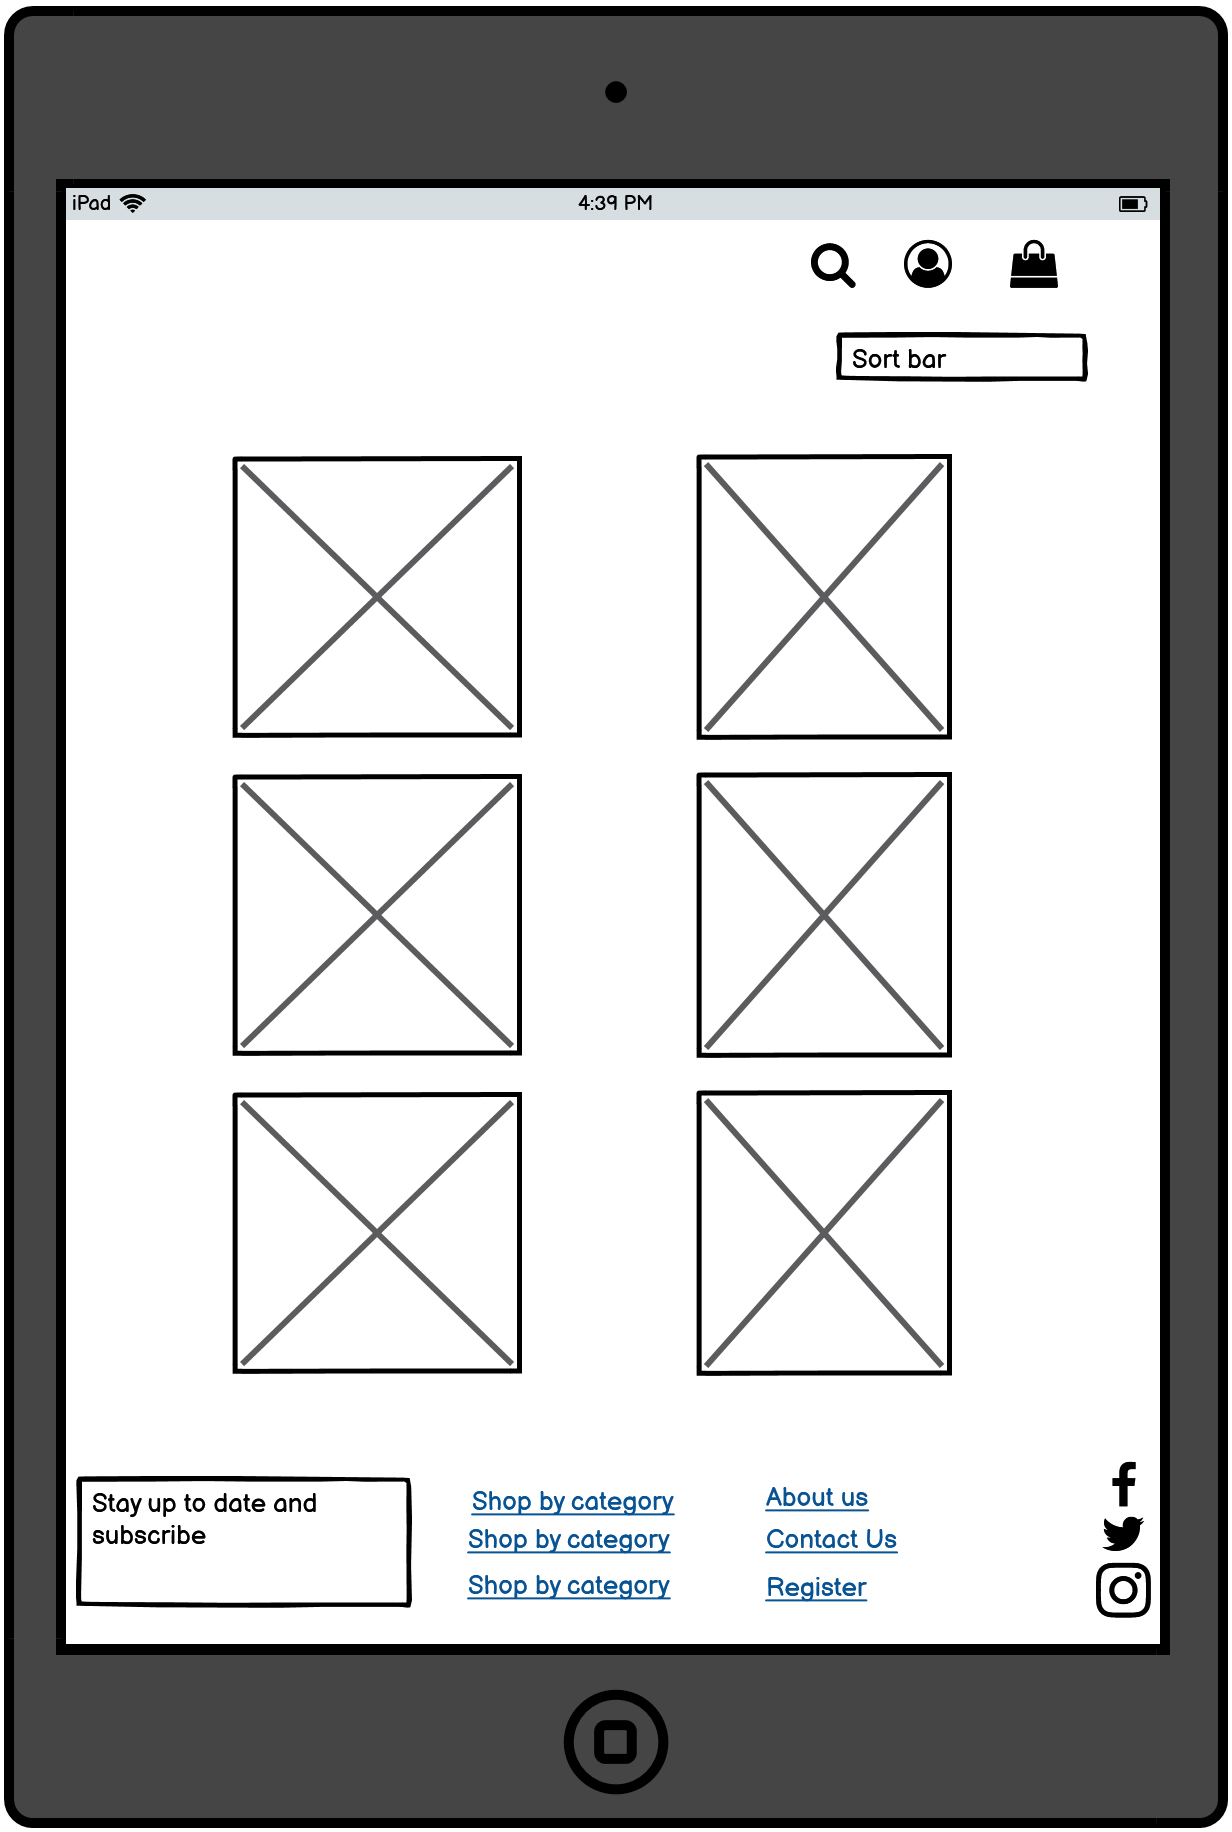 iPad
4:39 PM
Sort bar
Stay up to date and
subscribe
Shop by category
Shop by category
Shop by category
About us
Contact Us
Register